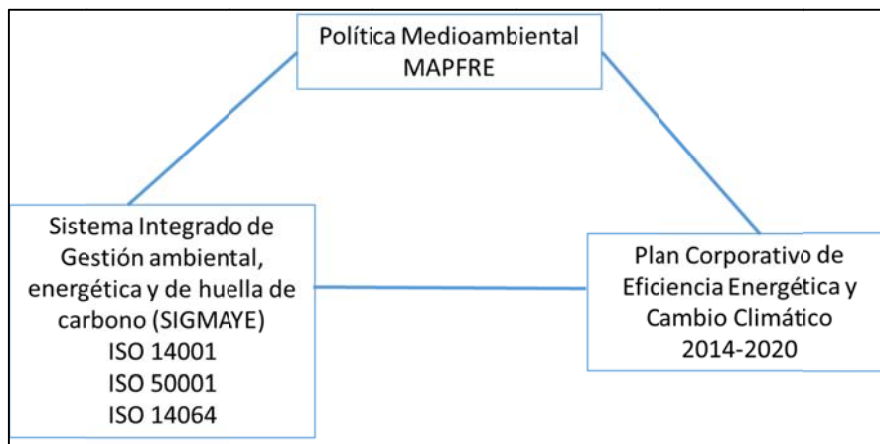 Política Medioambiental
MAPFRE
Sistema Integrado de
Gestión ambiental,
energética y de huella de
carbono (SIGMAYE)
ISO 14001
ISO 50001
ISO 14064
Plan Corporativo de
Eficiencia Energética y
Cambio Climático
2014-2020